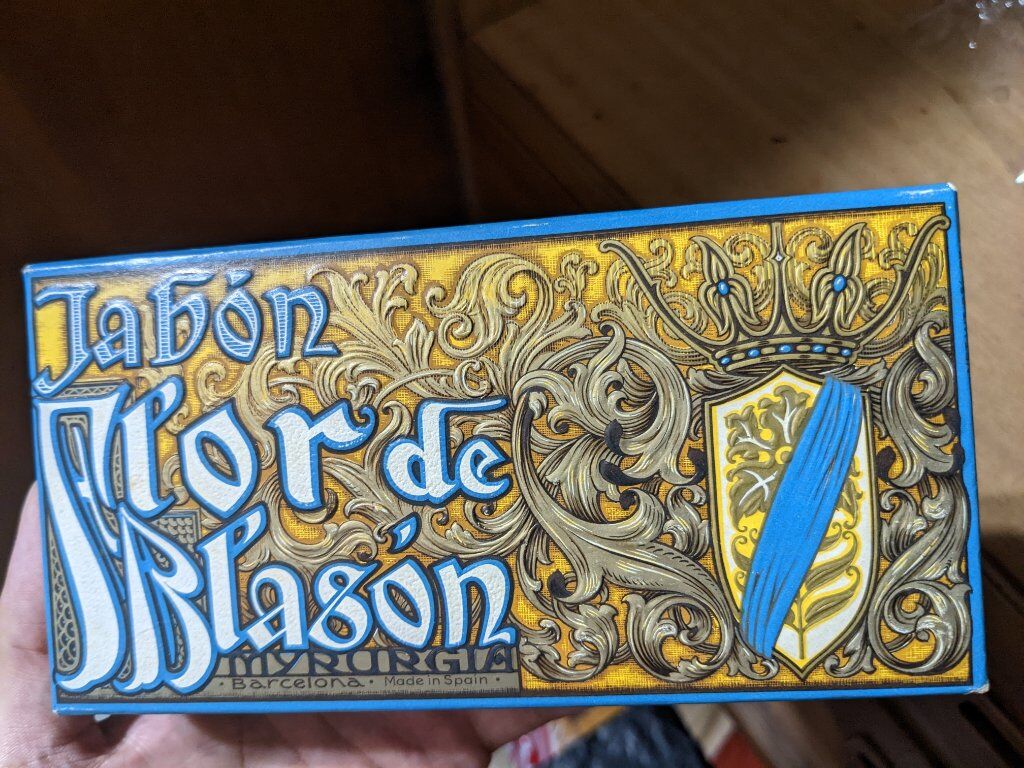 Jabón
Flor de
Blasón
MYRURGIA
· Barcelona · Made in Spain ·